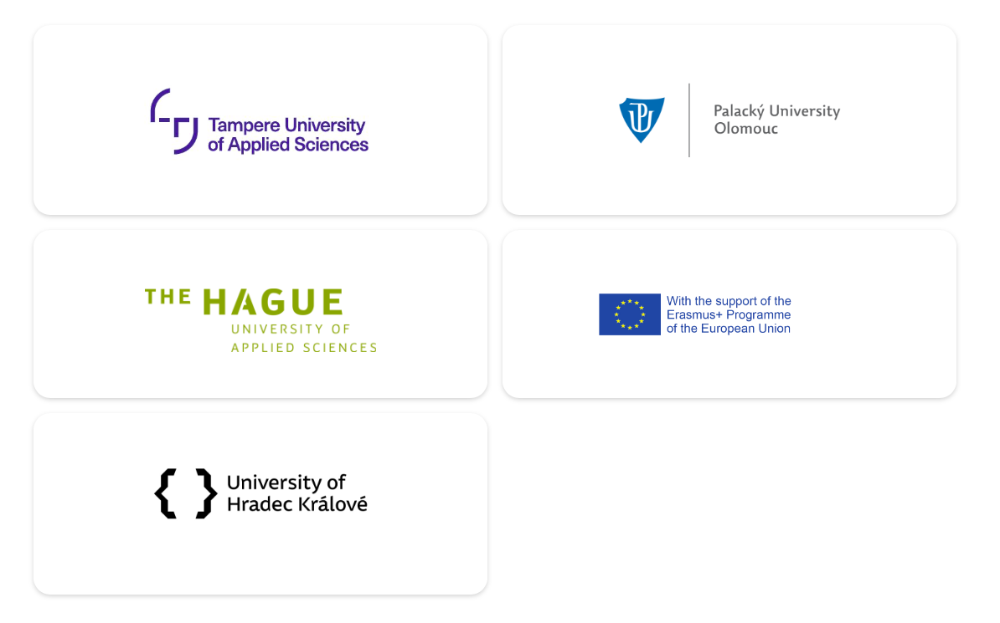 Tampere University
of Applied Sciences
Palacký University
Olomouc
THE HAGUE
UNIVERSITY OF
APPLIED SCIENCES
With the support of the
Erasmus+ Programme
of the European Union
University of
Hradec Králové